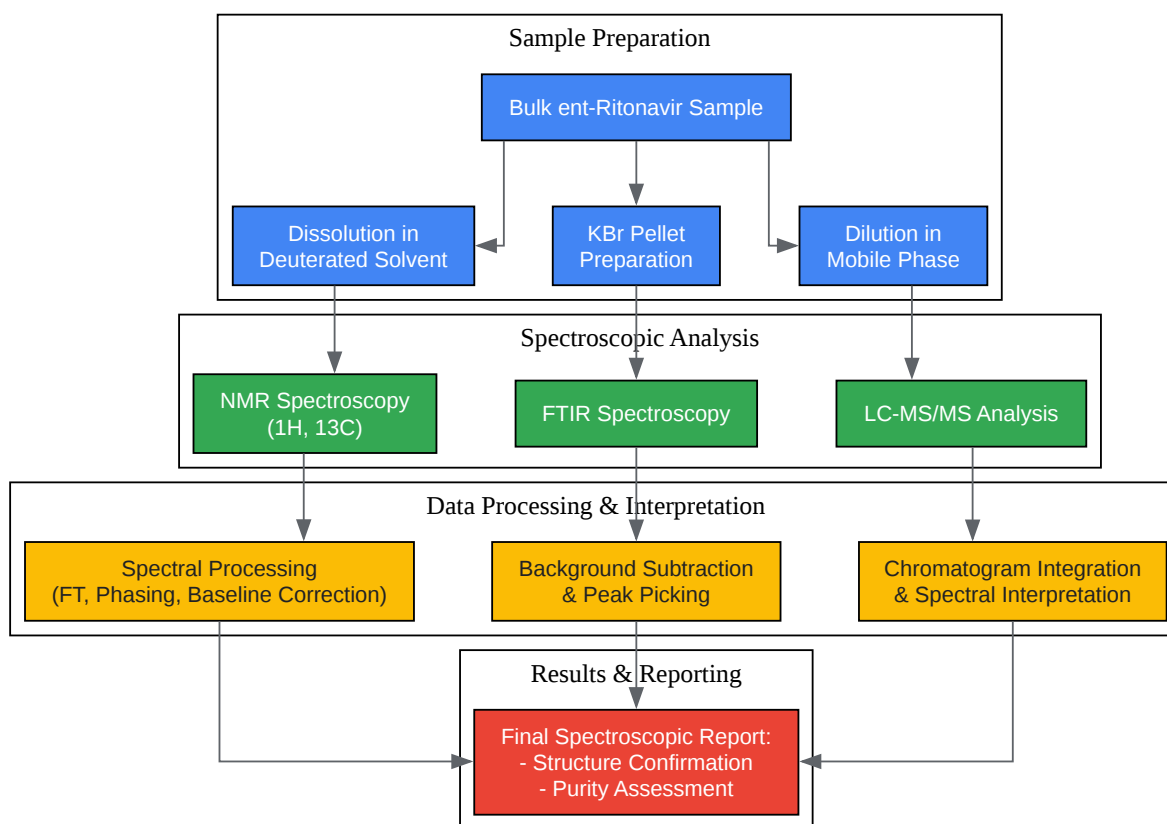 Sample Preparation
Bulk ent-Ritonavir Sample
Dissolution in
Deuterated Solvent
KBr Pellet
Preparation
Dilution in
Mobile Phase
Spectroscopic Analysis
NMR Spectroscopy
(1H, 13C)
FTIR Spectroscopy
LC-MS/MS Analysis
Data Processing & Interpretation
Spectral Processing
(FT, Phasing, Baseline Correction)
Background Subtraction
& Peak Picking
Chromatogram Integration
& Spectral Interpretation
Results & Reporting
Final Spectroscopic Report:
- Structure Confirmation
- Purity Assessment